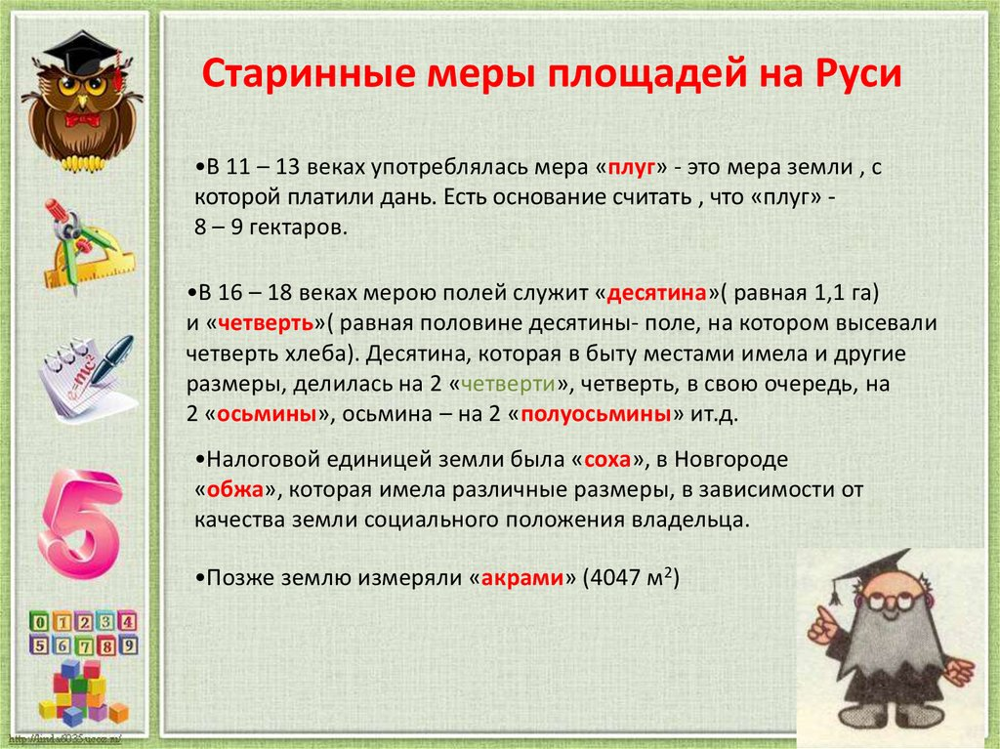 Старинные меры площадей на Руси
•В 11 – 13 веках употреблялась мера «плуг» - это мера земли , с
которой платили дань. Есть основание считать , что «плуг» -
8 – 9 гектаров.
•В 16 – 18 веках мерою полей служит «десятина»( равная 1,1 га)
и «четверть»( равная половине десятины- поле, на котором высевали
четверть хлеба). Десятина, которая в быту местами имела и другие
размеры, делилась на 2 «четверти», четверть, в свою очередь, на
2 «осьмины», осьмина – на 2 «полуосьмины» ит.д.
•Налоговой единицей земли была «соха», в Новгороде
«обжа», которая имела различные размеры, в зависимости от
качества земли социального положения владельца.
•Позже землю измеряли «акрами» (4047 м²)
e=mc²
5
0 1 2 3 4
5 6 7 8 9
http://linda6035.ucoz.ru/